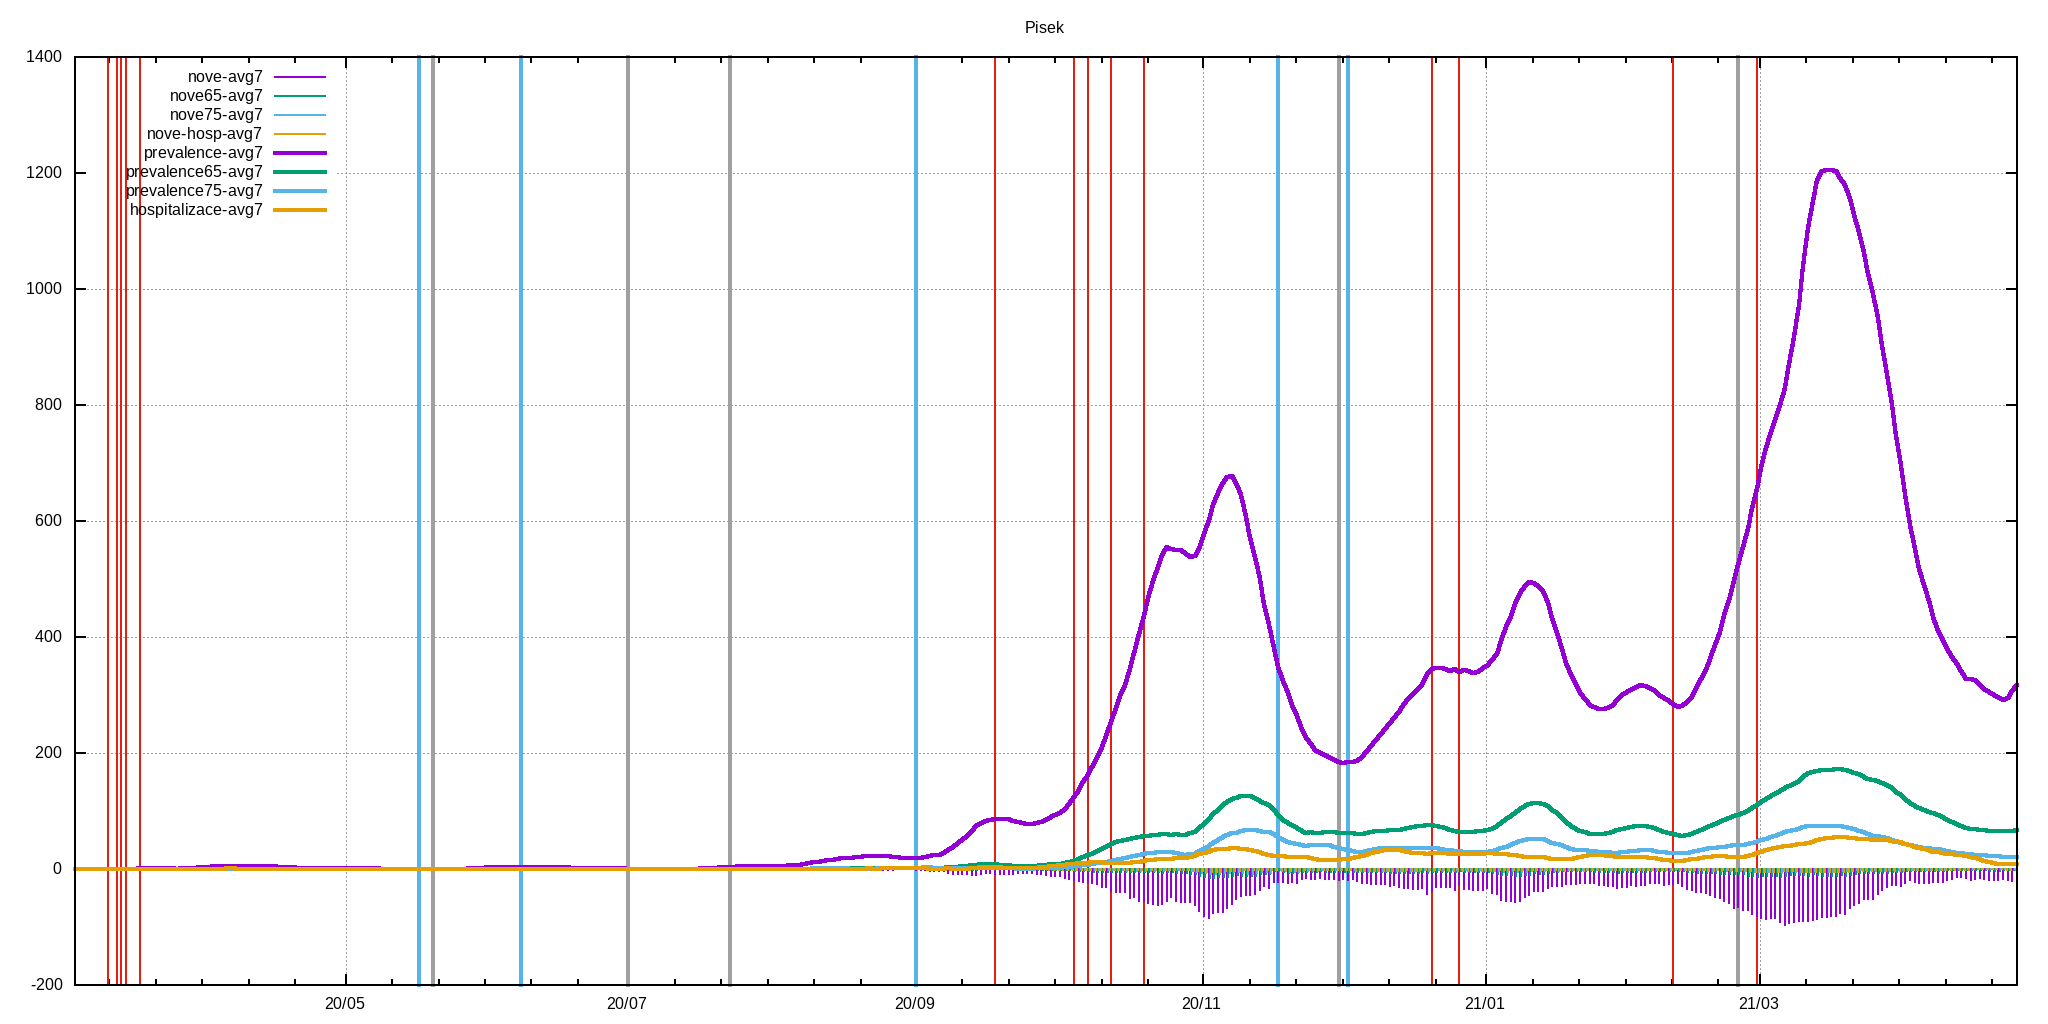 Pisek
1400
1200
1000
800
600
400
200
0
-200
nove-avg7
nove65-avg7
nove75-avg7
nove-hosp-avg7
prevalence-avg7
prevalence65-avg7
prevalence75-avg7
hospitalizace-avg7
20/05 20/07 20/09 20/11 21/01 21/03